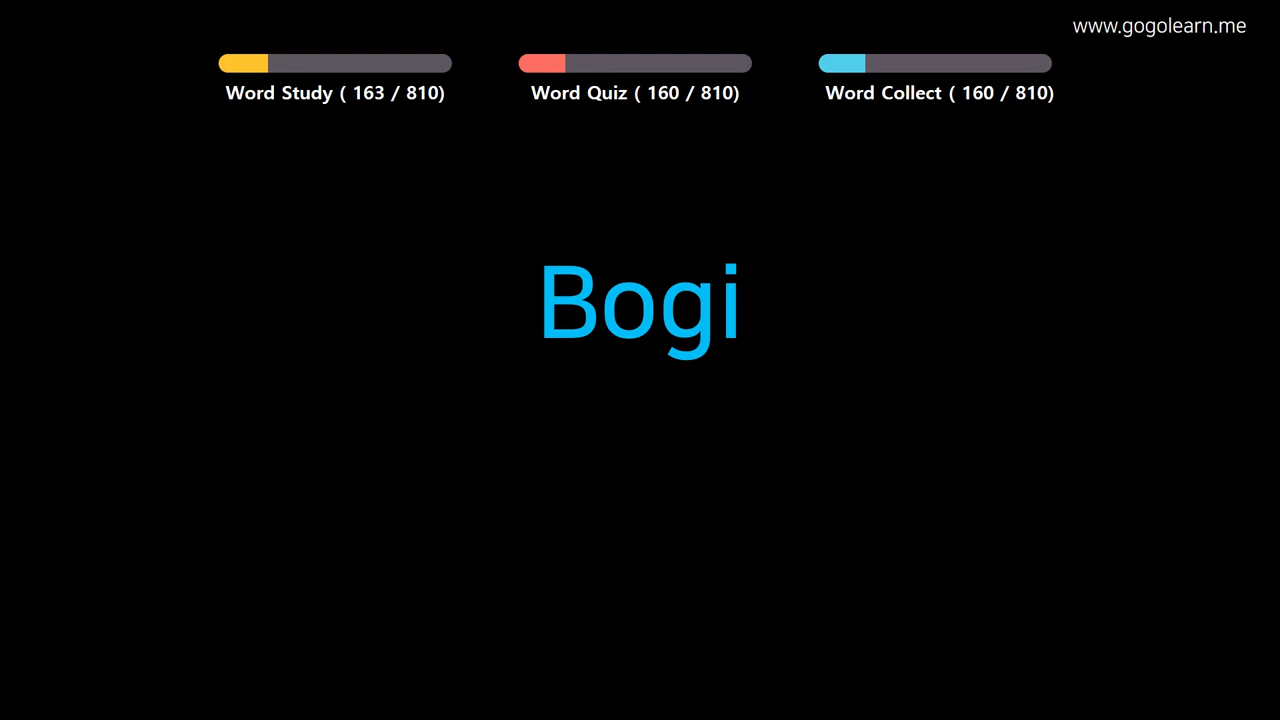 www.gogolearn.me
Word Study ( 163 / 810)
Word Quiz ( 160 / 810)
Word Collect ( 160 / 810)
Bogi